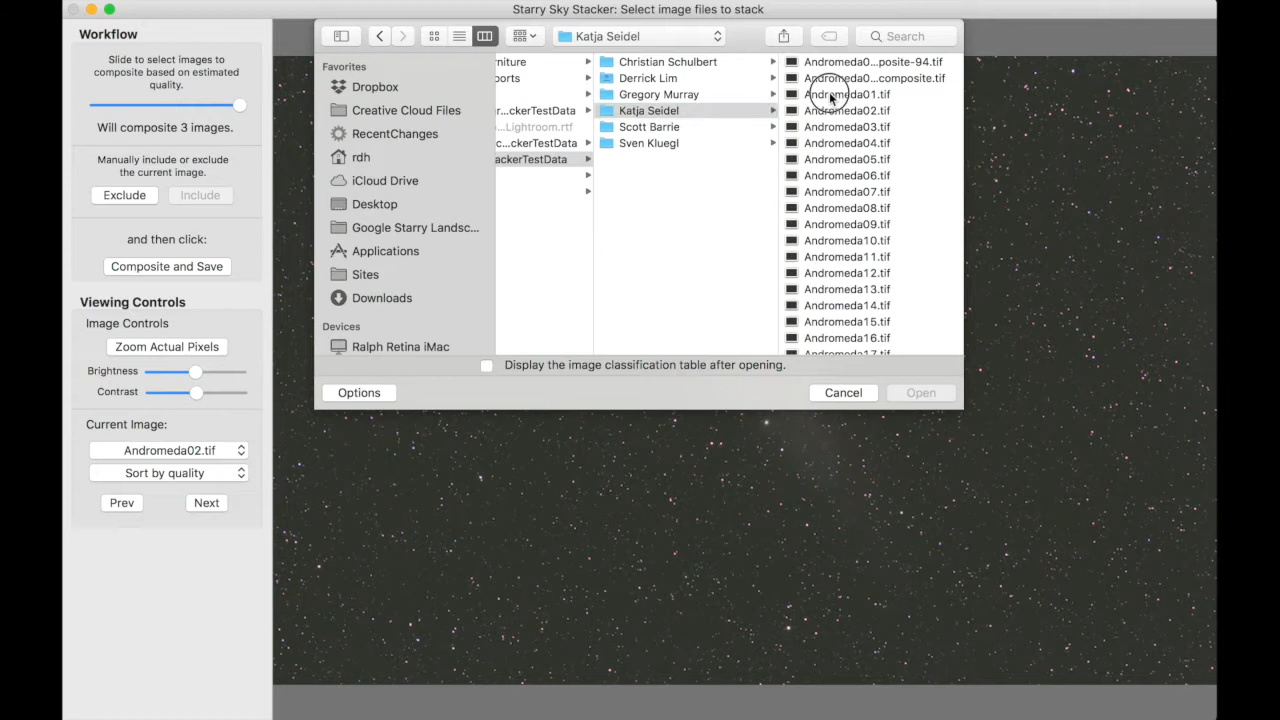 Starry Sky Stacker: Select image files to stack
Workflow
Slide to select images to
composite based on estimated
quality.
Will composite 3 images.
Manually include or exclude
the current image.
Exclude
Include
and then click:
Composite and Save
Viewing Controls
Image Controls
Zoom Actual Pixels
Brightness
Contrast
Current Image:
Andromeda02.tif
Sort by quality
Prev
Next
Katja Seidel
Search
Favorites
Dropbox
Creative Cloud Files
RecentChanges
rdh
iCloud Drive
Desktop
Google Starry Landsc...
Applications
Sites
Downloads
Devices
Ralph Retina iMac
rniture
ports
r...ckerTestData
...Lightroom.rtf
c...ckerTestData
ackerTestData
Christian Schulbert
Derrick Lim
Gregory Murray
Katja Seidel
Scott Barrie
Sven Kluegl
Andromeda0...posite-94.tif
Andromeda0...composite.tif
Andromeda01.tif
Andromeda02.tif
Andromeda03.tif
Andromeda04.tif
Andromeda05.tif
Andromeda06.tif
Andromeda07.tif
Andromeda08.tif
Andromeda09.tif
Andromeda10.tif
Andromeda11.tif
Andromeda12.tif
Andromeda13.tif
Andromeda14.tif
Andromeda15.tif
Andromeda16.tif
Andromeda17.tif
Display the image classification table after opening.
Options
Cancel
Open